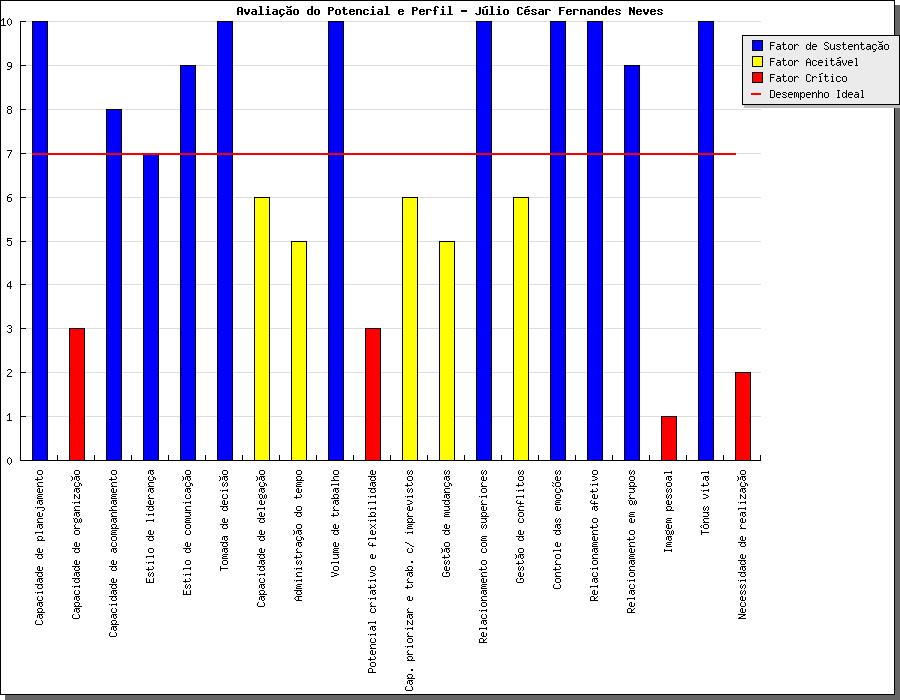 Avaliação do Potencial e Perfil - Júlio César Fernandes Neves
Fator de Sustentação
Fator Aceitável
Fator Crítico
Desempenho Ideal
10
9
8
7
6
5
4
3
2
1
0
Capacidade de planejamento
Capacidade de organização
Capacidade de acompanhamento
Estilo de liderança
Estilo de comunicação
Tomada de decisão
Capacidade de delegação
Administração do tempo
Volume de trabalho
Potencial criativo e flexibilidade
Cap. priorizar e trab. c/ imprevistos
Gestão de mudanças
Relacionamento com superiores
Gestão de conflitos
Controle das emoções
Relacionamento afetivo
Relacionamento em grupos
Imagem pessoal
Tônus vital
Necessidade de realização